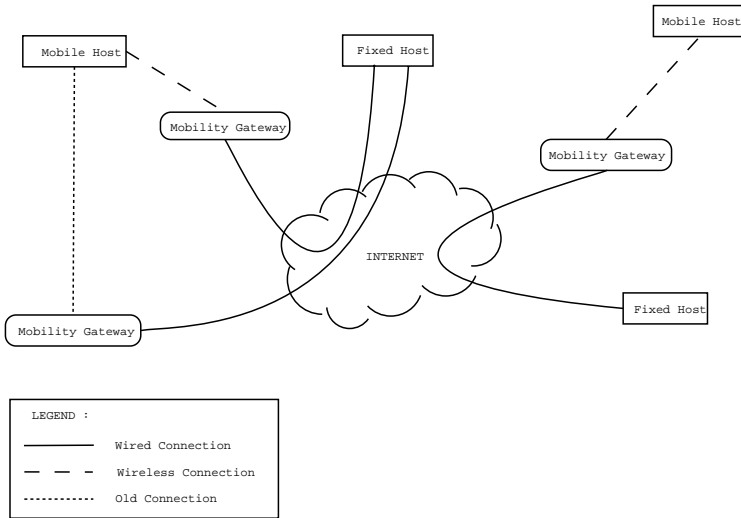 Mobile Host
Mobile Host
Fixed Host
Mobility Gateway
Mobility Gateway
INTERNET
Fixed Host
Mobility Gateway
LEGEND :
Wired Connection
Wireless Connection
Old Connection